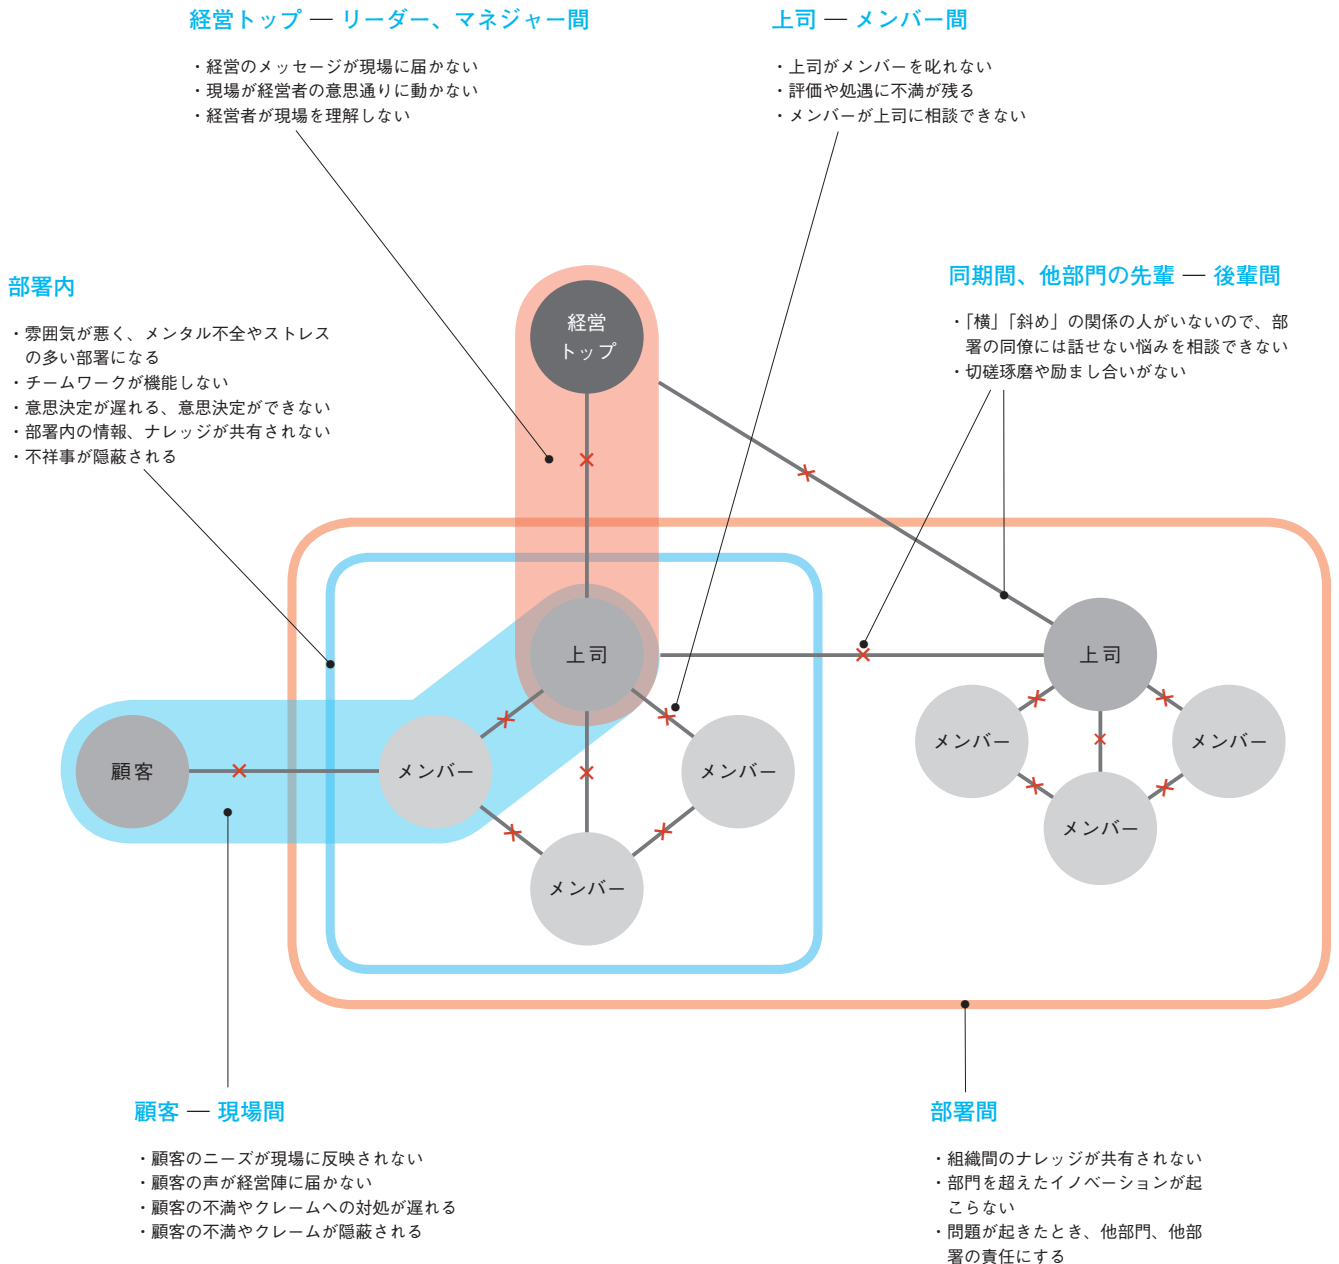 経営トップ — リーダー、マネジャー間
・経営のメッセージが現場に届かない
・現場が経営者の意思通りに動かない
・経営者が現場を理解しない
上司 — メンバー間
・上司がメンバーを叱れない
・評価や処遇に不満が残る
・メンバーが上司に相談できない
部署内
・雰囲気が悪く、メンタル不全やストレス
の多い部署になる
・チームワークが機能しない
・意思決定が遅れる、意思決定ができない
・部署内の情報、ナレッジが共有されない
・不祥事が隠蔽される
同期間、他部門の先輩 — 後輩間
・「横」「斜め」の関係の人がいないので、部
署の同僚には話せない悩みを相談できない
・切磋琢磨や励まし合いがない
経営
トップ
上司
上司
顧客
メンバー
メンバー
メンバー
メンバー
メンバー
メンバー
顧客 — 現場間
・顧客のニーズが現場に反映されない
・顧客の声が経営陣に届かない
・顧客の不満やクレームへの対処が遅れる
・顧客の不満やクレームが隠蔽される
部署間
・組織間のナレッジが共有されない
・部門を超えたイノベーションが起
こらない
・問題が起きたとき、他部門、他部
署の責任にする